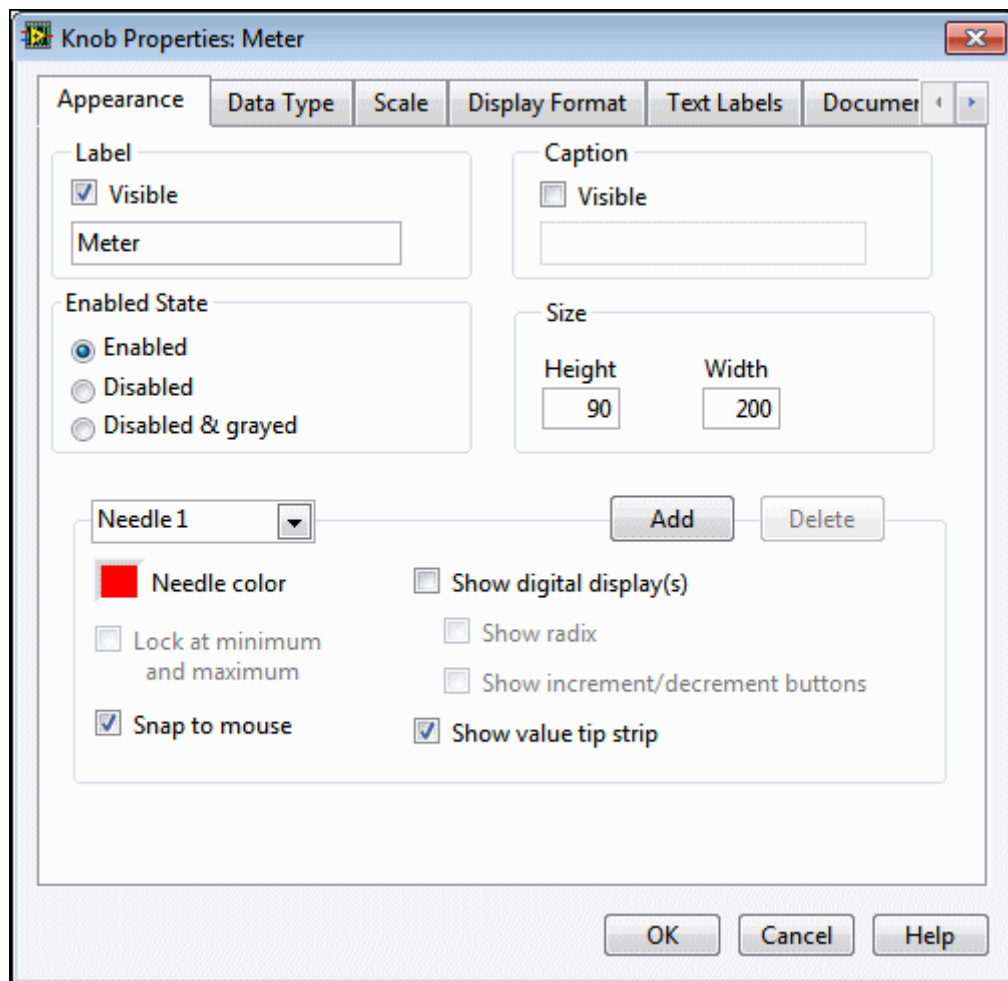 Knob Properties: Meter
Appearance
Data Type
Scale
Display Format
Text Labels
Documer
Label
Visible
Meter
Caption
Visible
Enabled State
Enabled
Disabled
Disabled & grayed
Size
Height
Width
90
200
Needle 1
Add
Delete
Needle color
Lock at minimum
and maximum
Snap to mouse
Show digital display(s)
Show radix
Show increment/decrement buttons
Show value tip strip
OK
Cancel
Help